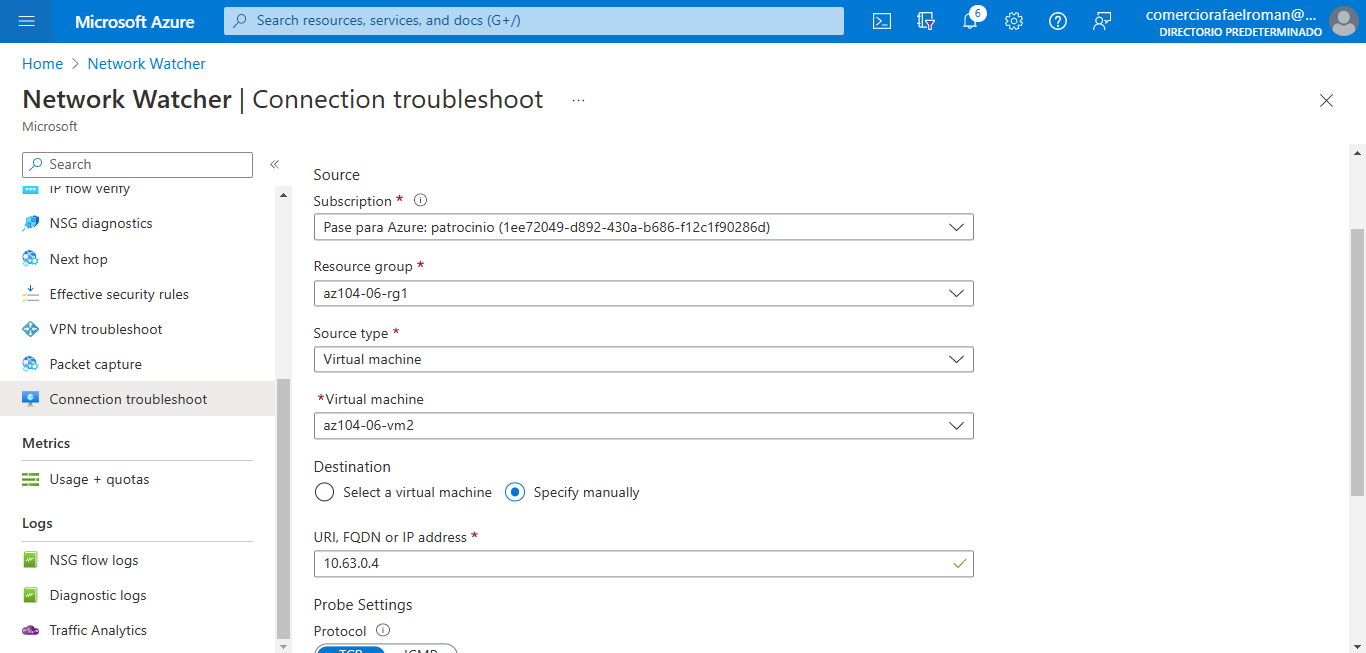 Microsoft Azure
Search resources, services, and docs (G+/)
6
comerciorafaelroman@...
DIRECTORIO PREDETERMINADO
Home > Network Watcher
Network Watcher | Connection troubleshoot ...
Microsoft
Search
«
IP flow verify
NSG diagnostics
Next hop
Effective security rules
VPN troubleshoot
Packet capture
Connection troubleshoot
Metrics
Usage + quotas
Logs
NSG flow logs
Diagnostic logs
Traffic Analytics
Source
Subscription *
Pase para Azure: patrocinio (1ee72049-d892-430a-b686-f12c1f90286d)
Resource group *
az104-06-rg1
Source type *
Virtual machine
*Virtual machine
az104-06-vm2
Destination
Select a virtual machine Specify manually
URI, FQDN or IP address *
10.63.0.4
Probe Settings
Protocol
TCP ICMP